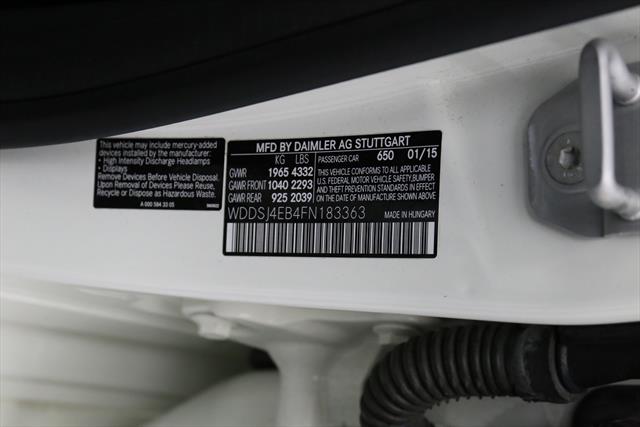 This vehicle may include mercury-added
devices installed by the manufacturer:
• High Intensity Discharge Headlamps
• Displays
Remove Devices Before Vehicle Disposal.
Upon Removal of Devices Please Reuse,
Recycle or Dispose as Hazardous Waste.
A 000 584 33 05
MFD BY DAIMLER AG STUTTGART
KG LBS PASSENGER CAR 650 01/15
GVWR 1965 4332
GAWR FRONT 1040 2293
GAWR REAR 925 2039
THIS VEHICLE CONFORMS TO ALL APPLICABLE
U.S. FEDERAL MOTOR VEHICLE SAFETY, BUMPER,
AND THEFT PREVENTION STANDARDS IN EFFECT
ON THE DATE OF MANUFACTURE SHOWN ABOVE
WDDSJ4EB4FN183363
MADE IN HUNGARY